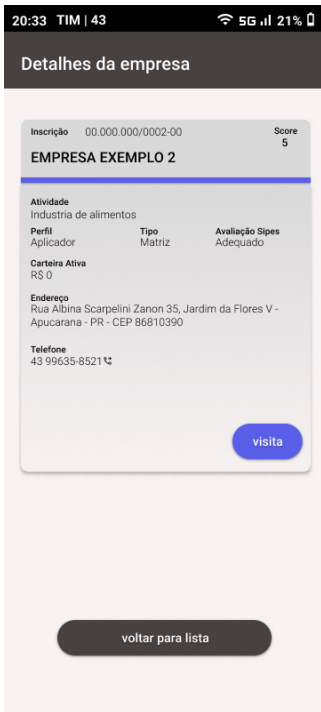 20:33 TIM | 43 5G 21%
Detalhes da empresa
Inscrição 00.000.000/0002-00 Score
5
EMPRESA EXEMPLO 2
Atividade
Industria de alimentos
Perfil Tipo Avaliação Sipes
Aplicador Matriz Adequado
Carteira Ativa
R$ 0
Endereço
Rua Albina Scarpelini Zanon 35, Jardim da Flores V -
Apucarana - PR - CEP 86810390
Telefone
43 99635-8521
visita
voltar para lista